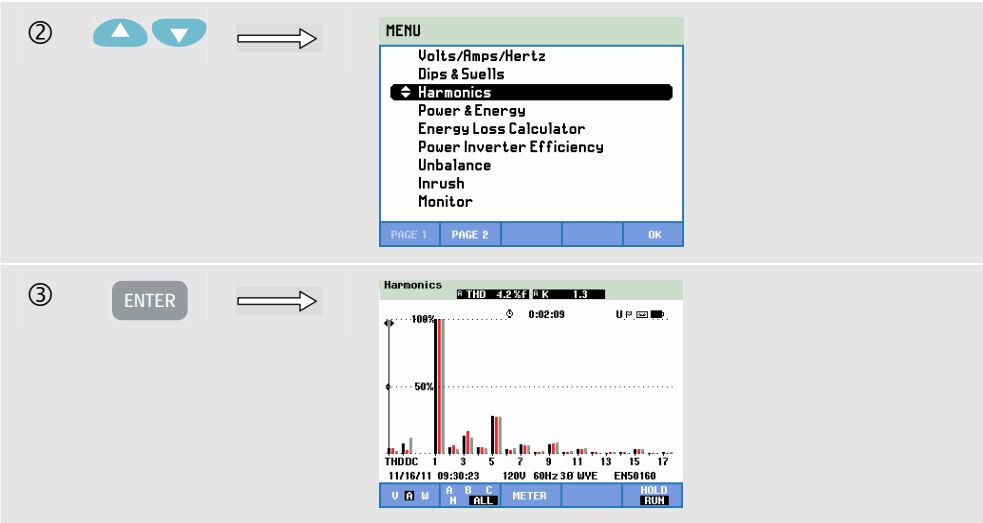 ②
MENU
Volts/Amps/Hertz
Dips & Swells
Harmonics
Power & Energy
Energy Loss Calculator
Power Inverter Efficiency
Unbalance
Inrush
Monitor
PAGE 1 PAGE 2 OK
③
ENTER
Harmonics
A THD 4.2%f A K 1.3
0:02:09 U
100%
50%
THDDC 1 3 5 7 9 11 13 15 17
11/16/11 09:30:23 120V 60Hz 3Ø WYE EN50160
V A W A B C METER HOLD
N ALL RUN